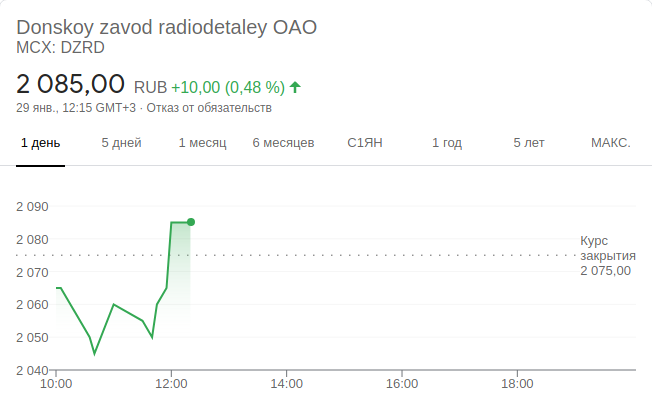 Donskoy zavod radiodetaley OAO
MCX: DZRD
2 085,00 RUB +10,00 (0,48 %)
29 янв., 12:15 GMT+3 · Отказ от обязательств
1 день 5 дней 1 месяц 6 месяцев С1ЯН 1 год 5 лет МАКС.
2 090
2 080
2 070
2 060
2 050
2 040
Курс
закрытия
2 075,00
10:00 12:00 14:00 16:00 18:00